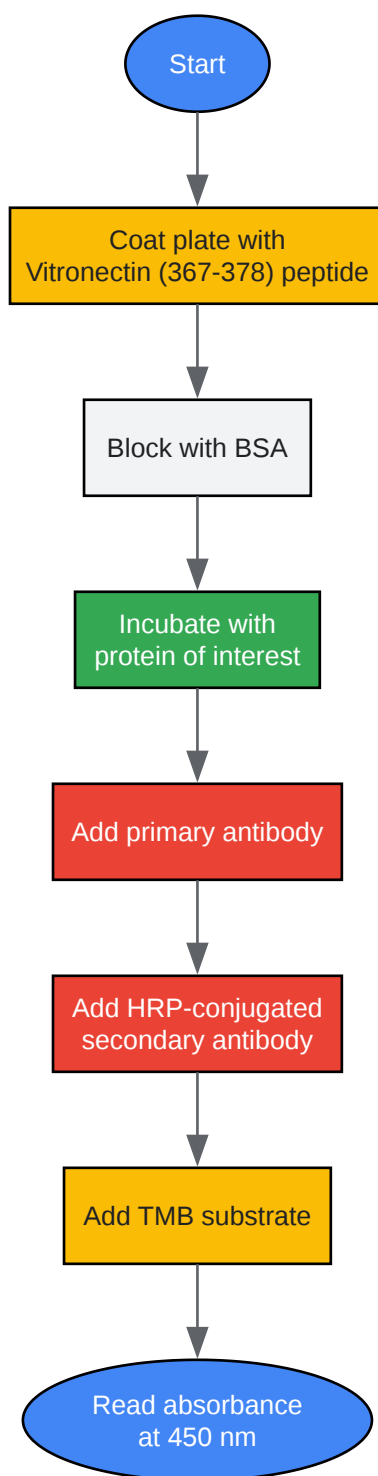 Start
Coat plate with
Vitronectin (367-378) peptide
Block with BSA
Incubate with
protein of interest
Add primary antibody
Add HRP-conjugated
secondary antibody
Add TMB substrate
Read absorbance
at 450 nm